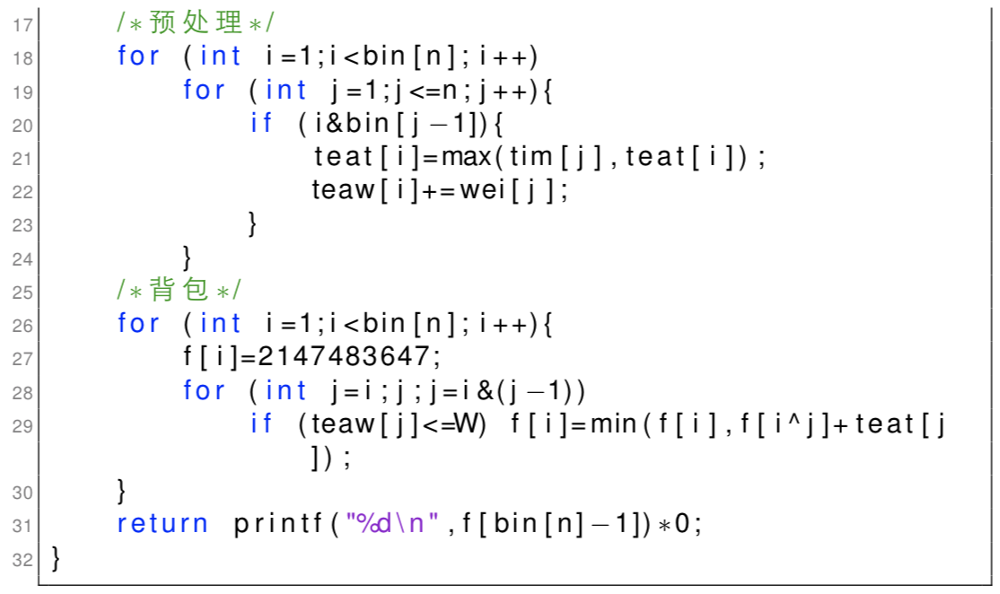 17 /*预处理*/
18 for (int i=1;i<bin[n];i++)
19 for (int j=1;j<=n;j++){
20 if (i&bin[j-1]){
21 teat[i]=max(tim[j],teat[i]);
22 teaw[i]+=wei[j];
23 }
24 }
25 /*背包*/
26 for (int i=1;i<bin[n];i++){
27 f[i]=2147483647;
28 for (int j=i;j;j=i&(j-1))
29 if (teaw[j]<=W) f[i]=min(f[i],f[i^j]+teat[j
]);
30 }
31 return printf("%d\n",f[bin[n]-1])*0;
32 }